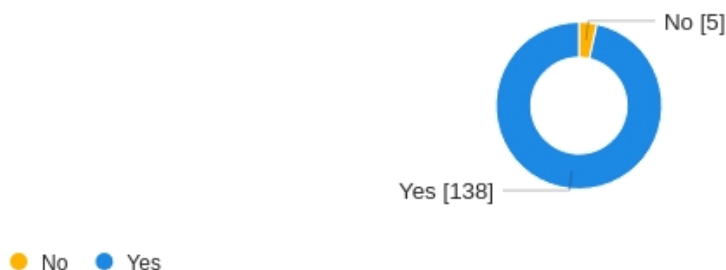 No [5]
Yes [138]
No Yes